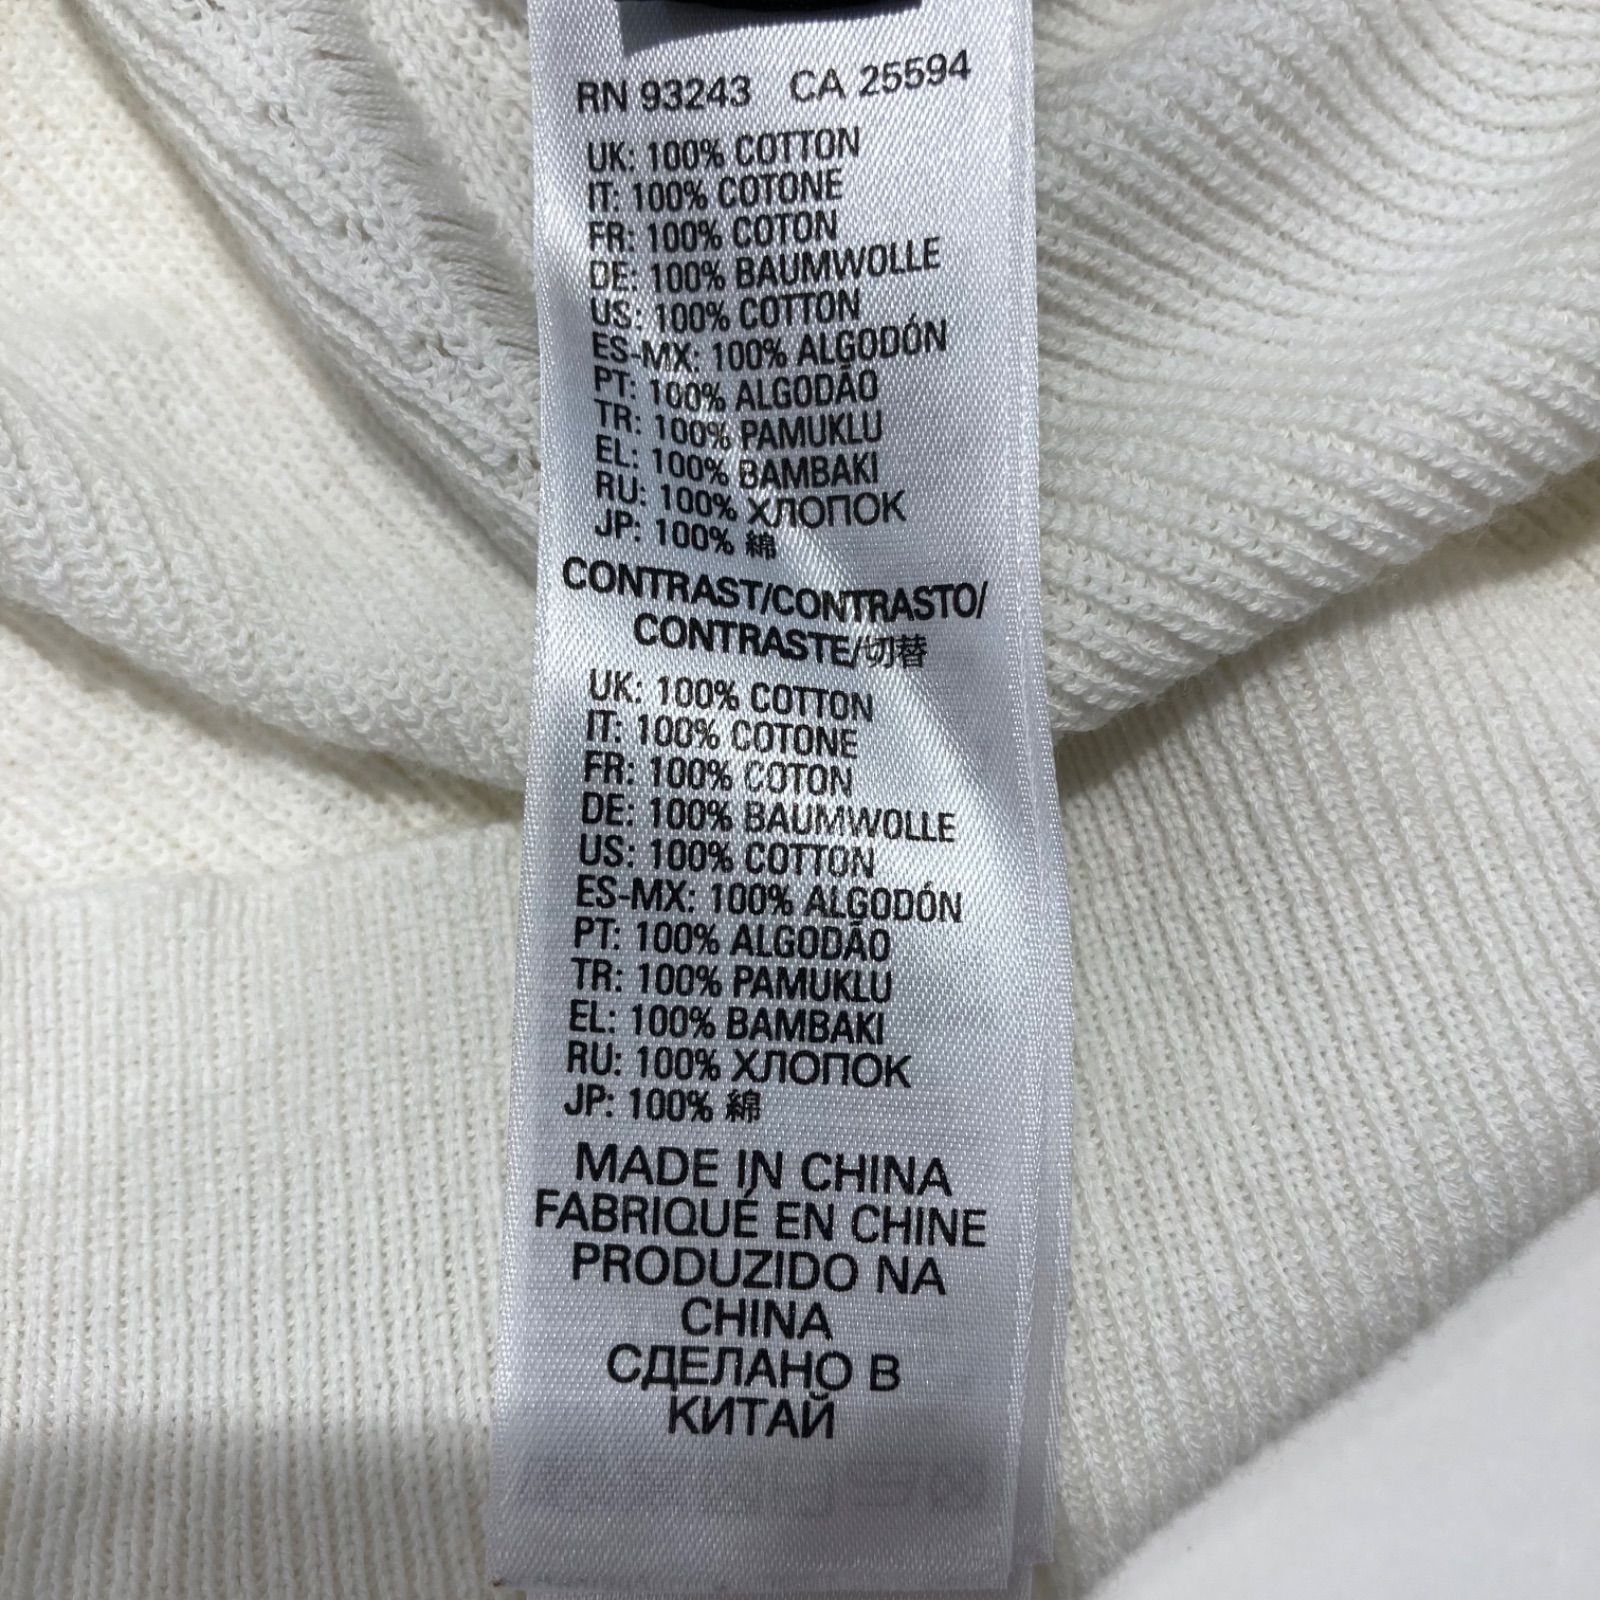 RN 93243 CA 25594
UK: 100% COTTON
IT: 100% COTONE
FR: 100% COTON
DE: 100% BAUMWOLLE
US: 100% COTTON
ES-MX: 100% ALGODÓN
PT: 100% ALGODÃO
TR: 100% PAMUKLU
EL: 100% BAMBAKI
RU: 100% ХЛОПОК
JP: 100% 綿
CONTRAST/CONTRASTO/
CONTRASTE/切替
UK: 100% COTTON
IT: 100% COTONE
FR: 100% COTON
DE: 100% BAUMWOLLE
US: 100% COTTON
ES-MX: 100% ALGODÓN
PT: 100% ALGODÃO
TR: 100% PAMUKLU
EL: 100% BAMBAKI
RU: 100% ХЛОПОК
JP: 100% 綿
MADE IN CHINA
FABRIQUÉ EN CHINE
PRODUZIDO NA
CHINA
СДЕЛАНО В
КИТАЙ